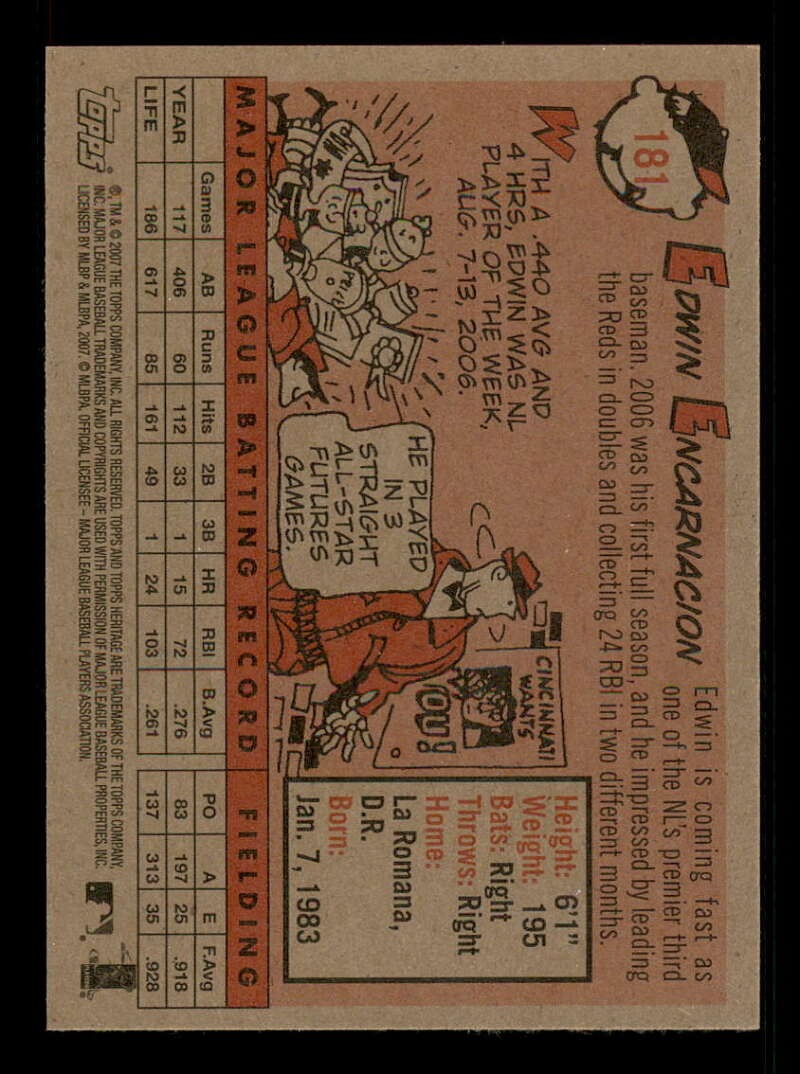 181
EDWIN ENCARNACION
Edwin is coming fast as
one of the NL's premier third
baseman. 2006 was his first full season, and he impressed by leading
the Reds in doubles and collecting 24 RBI in two different months.
WITH A .440 AVG AND
4 HRS, EDWIN WAS NL
PLAYER OF THE WEEK,
AUG. 7-13, 2006.
HE PLAYED
IN 3
STRAIGHT
ALL-STAR
FUTURES
GAMES.
CINCINNATI
WANTS
YOU!
Height: 6'1"
Weight: 195
Bats: Right
Throws: Right
Home:
La Romana,
D.R.
Born:
Jan. 7, 1983
MAJOR LEAGUE BATTING RECORD FIELDING
Games AB Runs Hits 2B 3B HR RBI B.Avg PO A E F.Avg
YEAR 117 406 60 112 33 1 15 72 .276 83 197 25 .918
LIFE 186 617 85 161 49 1 24 103 .261 137 313 35 .928
TOPPS
®, TM & © 2007 THE TOPPS COMPANY, INC. ALL RIGHTS RESERVED. TOPPS AND TOPPS HERITAGE ARE TRADEMARKS OF THE TOPPS COMPANY,
INC. MAJOR LEAGUE BASEBALL TRADEMARKS AND COPYRIGHTS ARE USED WITH PERMISSION OF MAJOR LEAGUE BASEBALL PROPERTIES, INC.
LICENSED BY MLBP & MLBPA, 2007. © MLBPA. OFFICIAL LICENSEE – MAJOR LEAGUE BASEBALL PLAYERS ASSOCIATION.